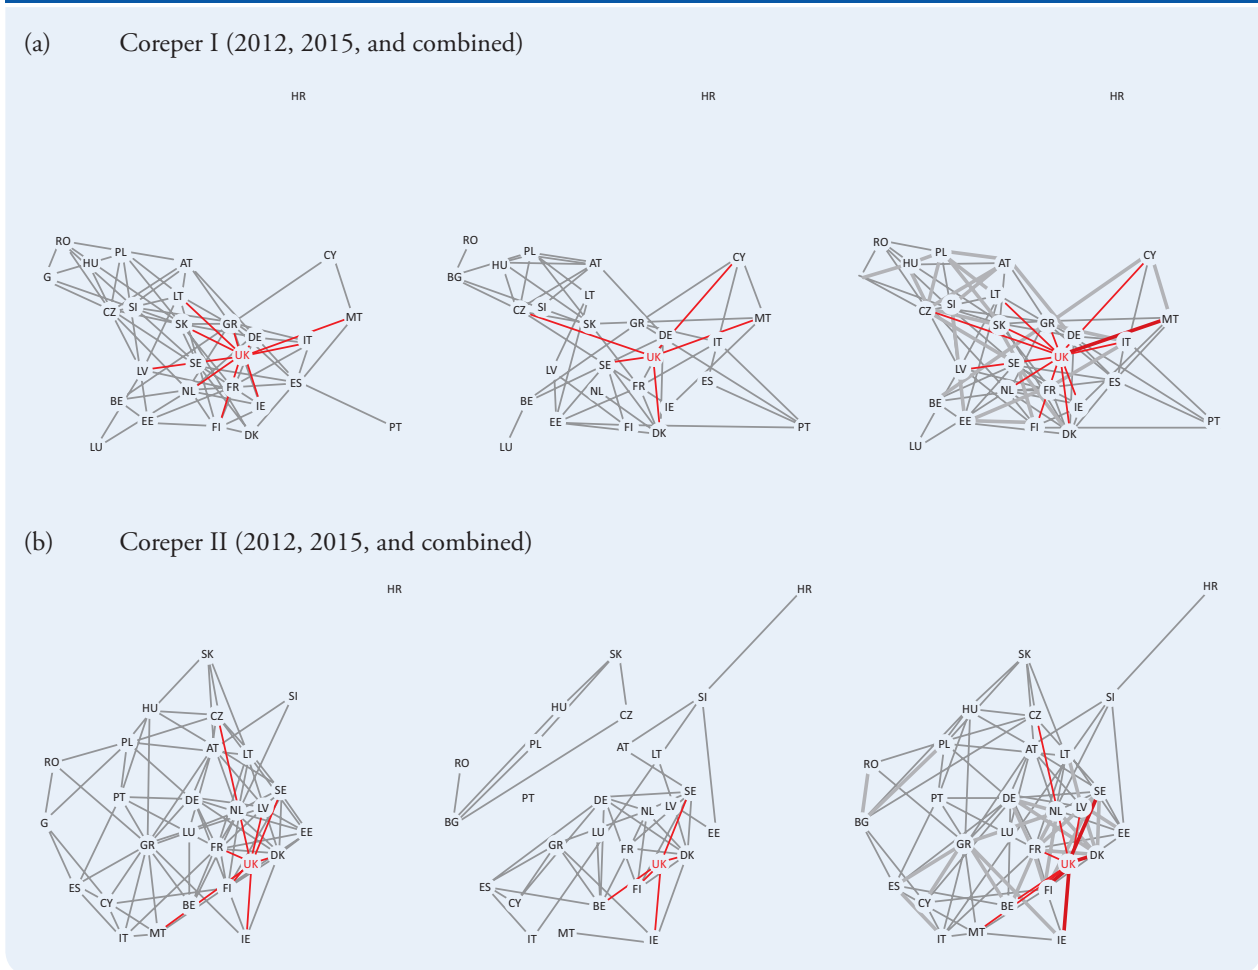 (a) Coreper I (2012, 2015, and combined)
HR HR HR
RO PL HU G AT CY LT CZ SI SK GR MT DE IT UK SE LV FR ES NL BE IE EE FI DK PT LU
RO PL HU BG AT CY LT CZ SI SK GR MT DE IT UK SE LV FR ES NL BE IE EE FI DK PT LU
RO PL HU AT CY LT CZ SI SK GR MT DE IT UK SE LV FR ES NL BE IE EE FI DK PT LU
(b) Coreper II (2012, 2015, and combined)
HR SK SI HU CZ PL AT LT RO SE PT DE NL LV G LU EE GR FR DK UK ES FI CY BE IT MT IE
HR SK SI HU CZ PL AT LT RO SE PT DE NL LV BG LU EE GR FR DK UK ES FI CY BE IT MT IE
HR SK SI HU CZ PL AT LT RO SE PT DE NL LV BG LU EE GR FR DK UK ES FI CY BE IT MT IE